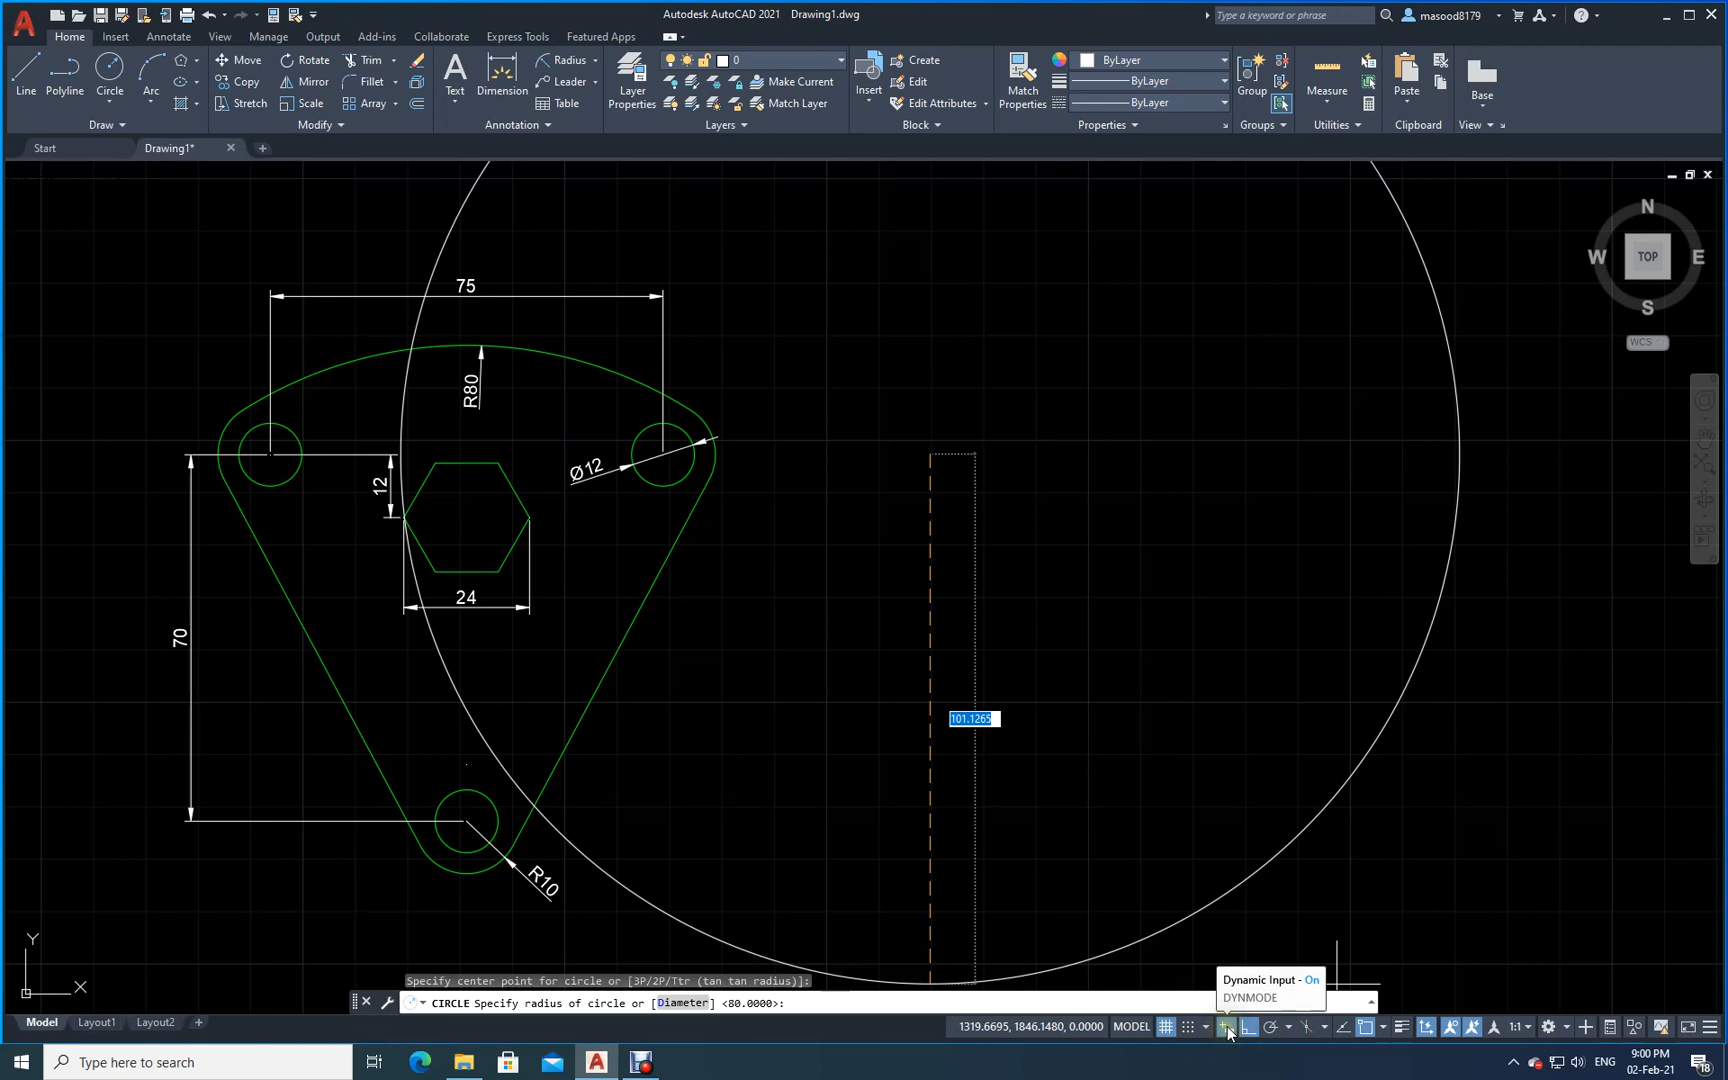 Autodesk AutoCAD 2021 Drawing1.dwg
Type a keyword or phrase
masood8179
Home Insert Annotate View Manage Output Add-ins Collaborate Express Tools Featured Apps
Line Polyline Circle Arc
Move Rotate Trim
Copy Mirror Fillet
Stretch Scale Array
Text Dimension
Radius
Leader
Table
Layer Properties
0
Make Current
Match Layer
Insert
Create
Edit
Edit Attributes
Match Properties
ByLayer
ByLayer
ByLayer
Group
Measure
Paste
Base
Draw Modify Annotation Layers Block Properties Groups Utilities Clipboard View
Start Drawing1*
N
W TOP E
S
WCS
75
R80
Ø12
12
24
70
R10
101.1265
Y
X
Dynamic Input - On
DYNMODE
Specify center point for circle or [3P/2P/Ttr (tan tan radius)]:
CIRCLE Specify radius of circle or [Diameter] <80.0000>:
Model Layout1 Layout2
1319.6695, 1846.1480, 0.0000 MODEL 1:1
Type here to search
ENG
9:00 PM
02-Feb-21
18